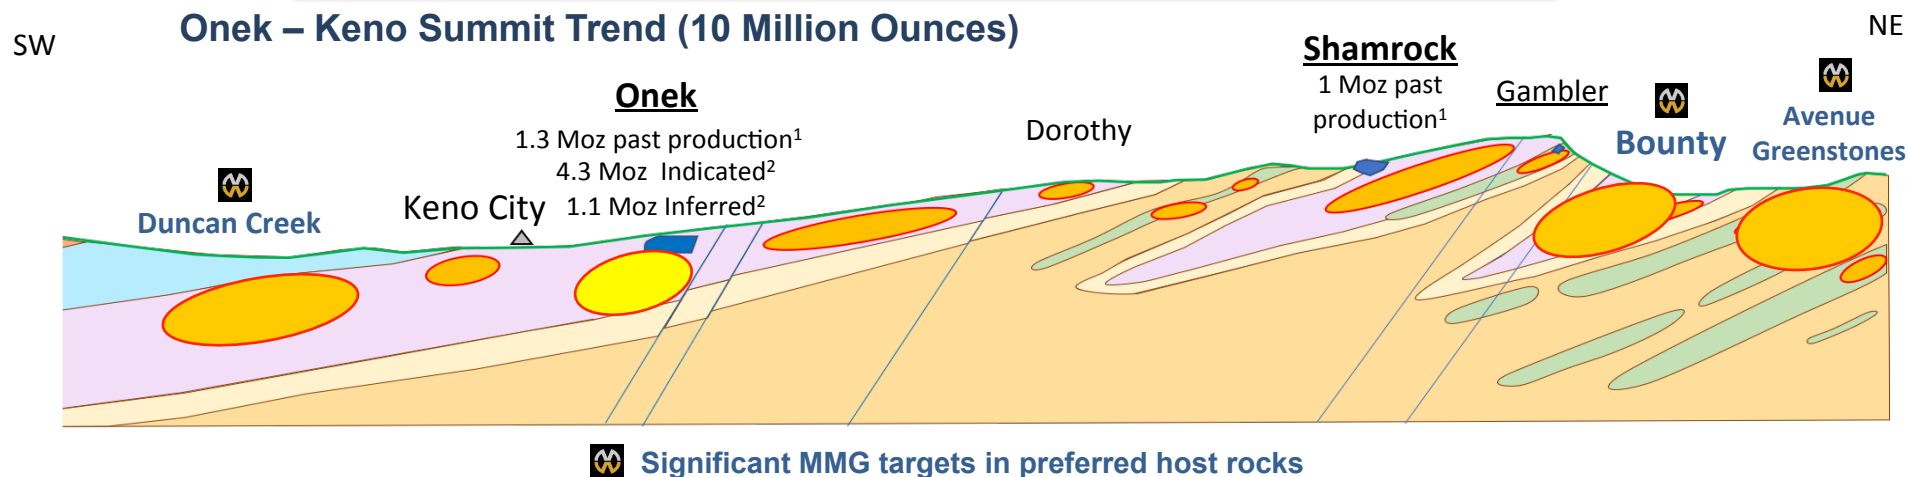 Onek – Keno Summit Trend (10 Million Ounces)
SW
NE
Duncan Creek
Keno City
Onek
1.3 Moz past production¹
4.3 Moz Indicated²
1.1 Moz Inferred²
Dorothy
Shamrock
1 Moz past
production¹
Gambler
Bounty
Avenue
Greenstones
Significant MMG targets in preferred host rocks